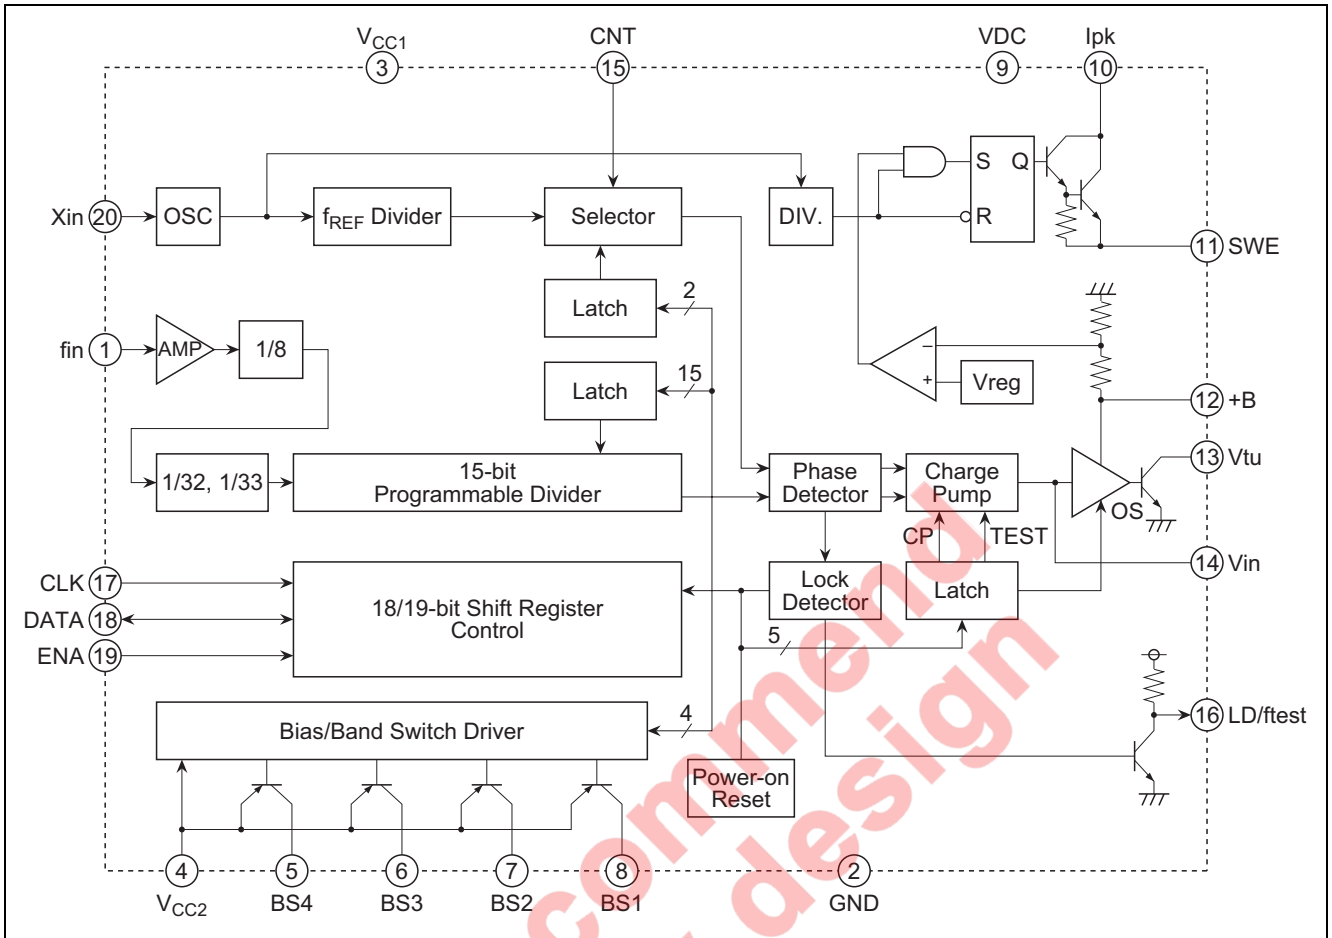 VCC1 CNT VDC Ipk
3 15 9 10
S Q
Xin 20 OSC fREF Divider Selector DIV. R
11 SWE
Latch 2
fin 1 AMP 1/8
−
+ Vreg
Latch 15
12 +B
1/32, 1/33
15-bit
Programmable Divider
Phase
Detector
Charge
Pump
13 Vtu
OS
CP TEST
14 Vin
CLK 17
DATA 18
ENA 19
18/19-bit Shift Register
Control
Lock
Detector
Latch
5
Bias/Band Switch Driver
4
16 LD/ftest
Power-on
Reset
4 5 6 7 8 2
VCC2 BS4 BS3 BS2 BS1 GND
commend
design